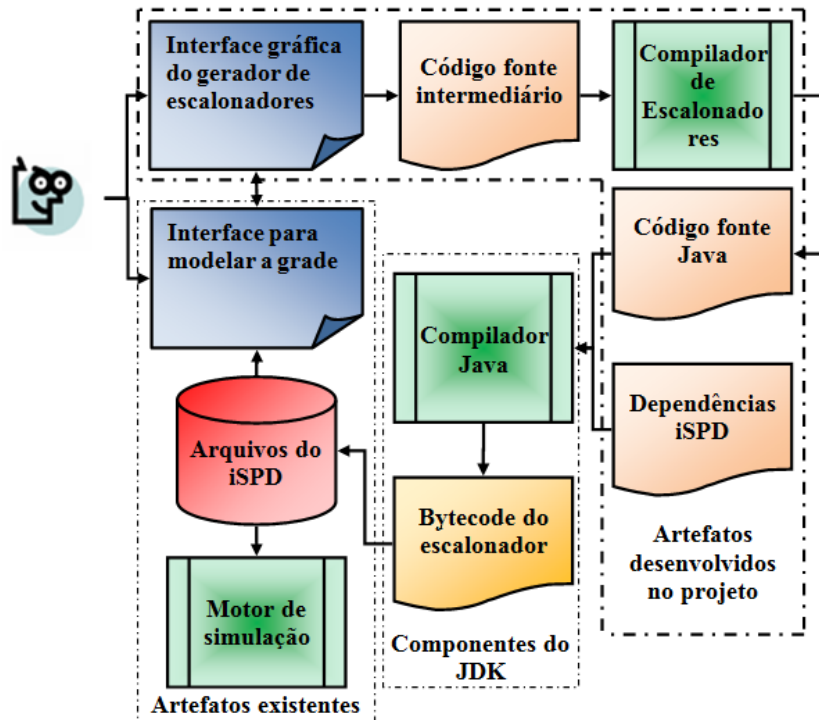 Interface gráfica
do gerador de
escalonadores
Código fonte
intermediário
Compilador
de
Escalonado
res
Interface para
modelar a grade
Código fonte
Java
Compilador
Java
Dependências
iSPD
Arquivos do
iSPD
Bytecode do
escalonador
Artefatos
desenvolvidos
no projeto
Motor de
simulação
Componentes do
JDK
Artefatos existentes